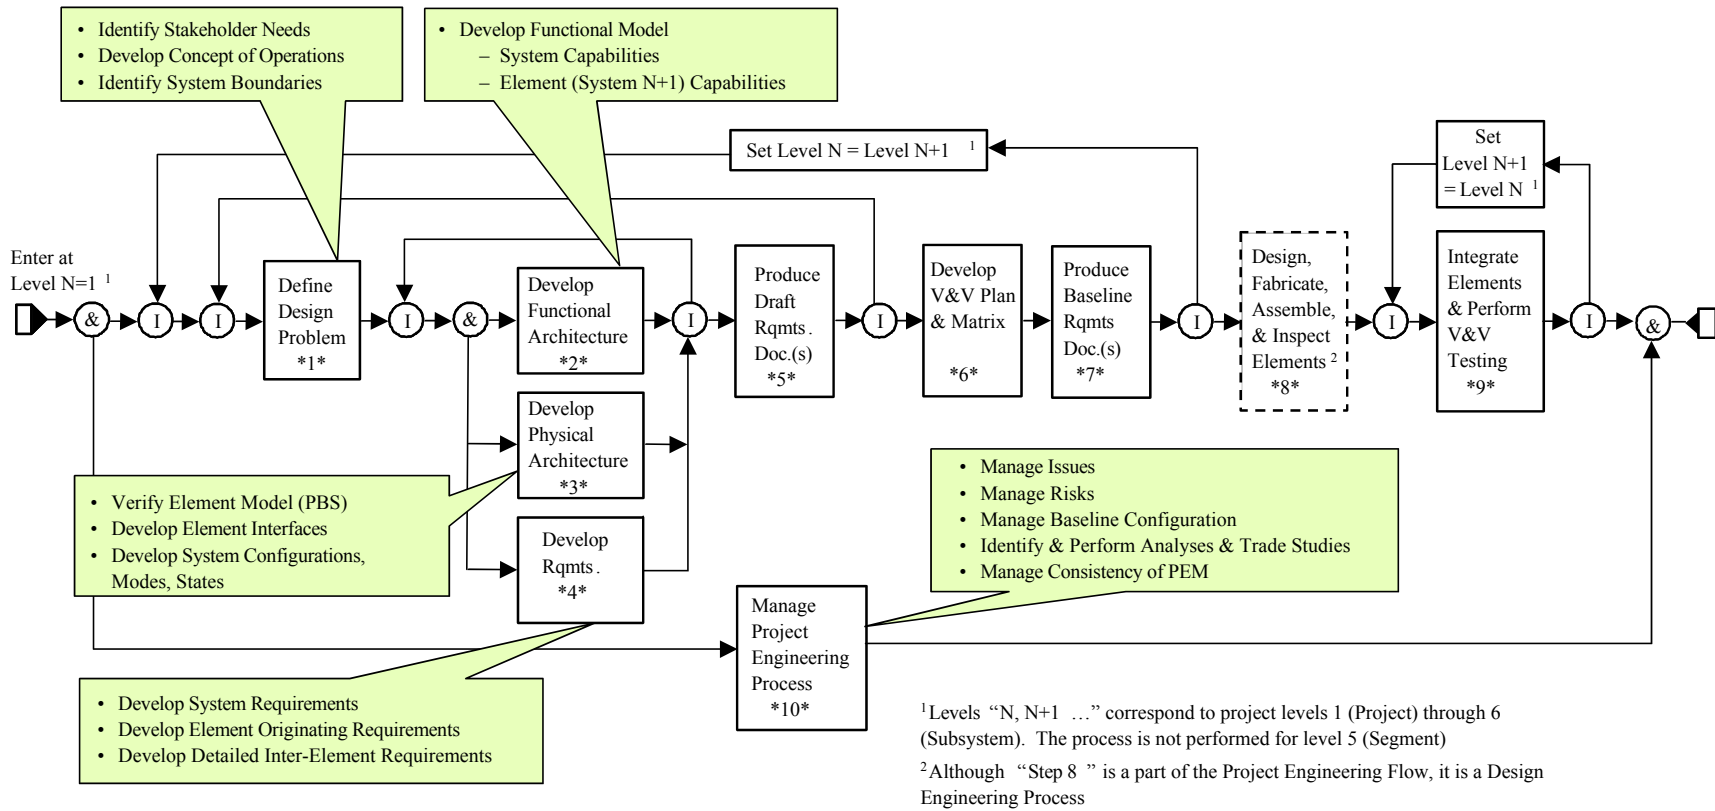 • Identify Stakeholder Needs
• Develop Concept of Operations
• Identify System Boundaries
• Develop Functional Model
– System Capabilities
– Element (System N+1) Capabilities
Set Level N = Level N+1 1
Set
Level N+1
= Level N 1
Enter at
Level N=1 1
&
I
I
Define
Design
Problem
*1*
I
&
Develop
Functional
Architecture
*2*
I
Produce
Draft
Rqmts.
Doc.(s)
*5*
I
Develop
V&V Plan
& Matrix
*6*
Produce
Baseline
Rqmts
Doc.(s)
*7*
I
Design,
Fabricate,
Assemble,
& Inspect
Elements 2
*8*
I
Integrate
Elements
& Perform
V&V
Testing
*9*
I
&
Develop
Physical
Architecture
*3*
• Verify Element Model (PBS)
• Develop Element Interfaces
• Develop System Configurations,
Modes, States
Develop
Rqmts.
*4*
• Manage Issues
• Manage Risks
• Manage Baseline Configuration
• Identify & Perform Analyses & Trade Studies
• Manage Consistency of PEM
Manage
Project
Engineering
Process
*10*
• Develop System Requirements
• Develop Element Originating Requirements
• Develop Detailed Inter-Element Requirements
1 Levels “N, N+1 …” correspond to project levels 1 (Project) through 6
(Subsystem). The process is not performed for level 5 (Segment)
2 Although “Step 8 ” is a part of the Project Engineering Flow, it is a Design
Engineering Process